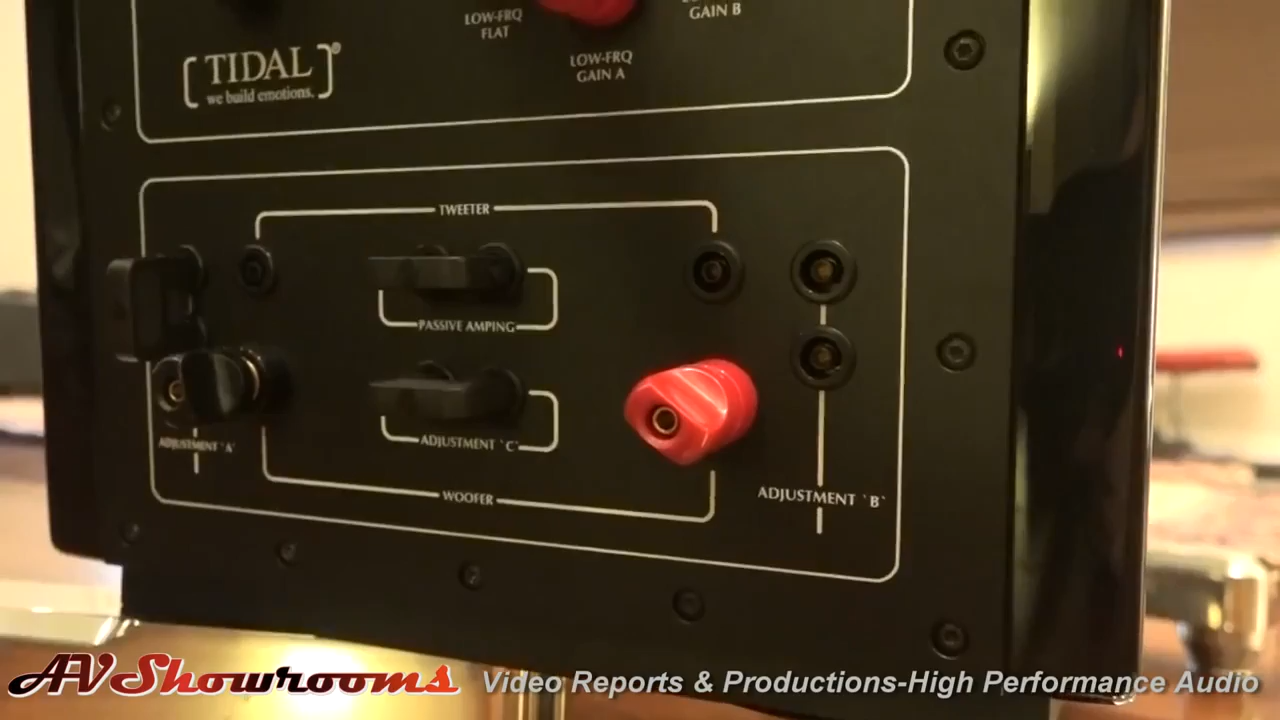 LOW-FRQ
FLAT
GAIN B
LOW-FRQ
GAIN A
[TIDAL]®
we build emotions.
TWEETER
PASSIVE AMPING
ADJUSTMENT `A`
ADJUSTMENT `C`
WOOFER
ADJUSTMENT `B`
AVShowrooms
Video Reports & Productions-High Performance Audio